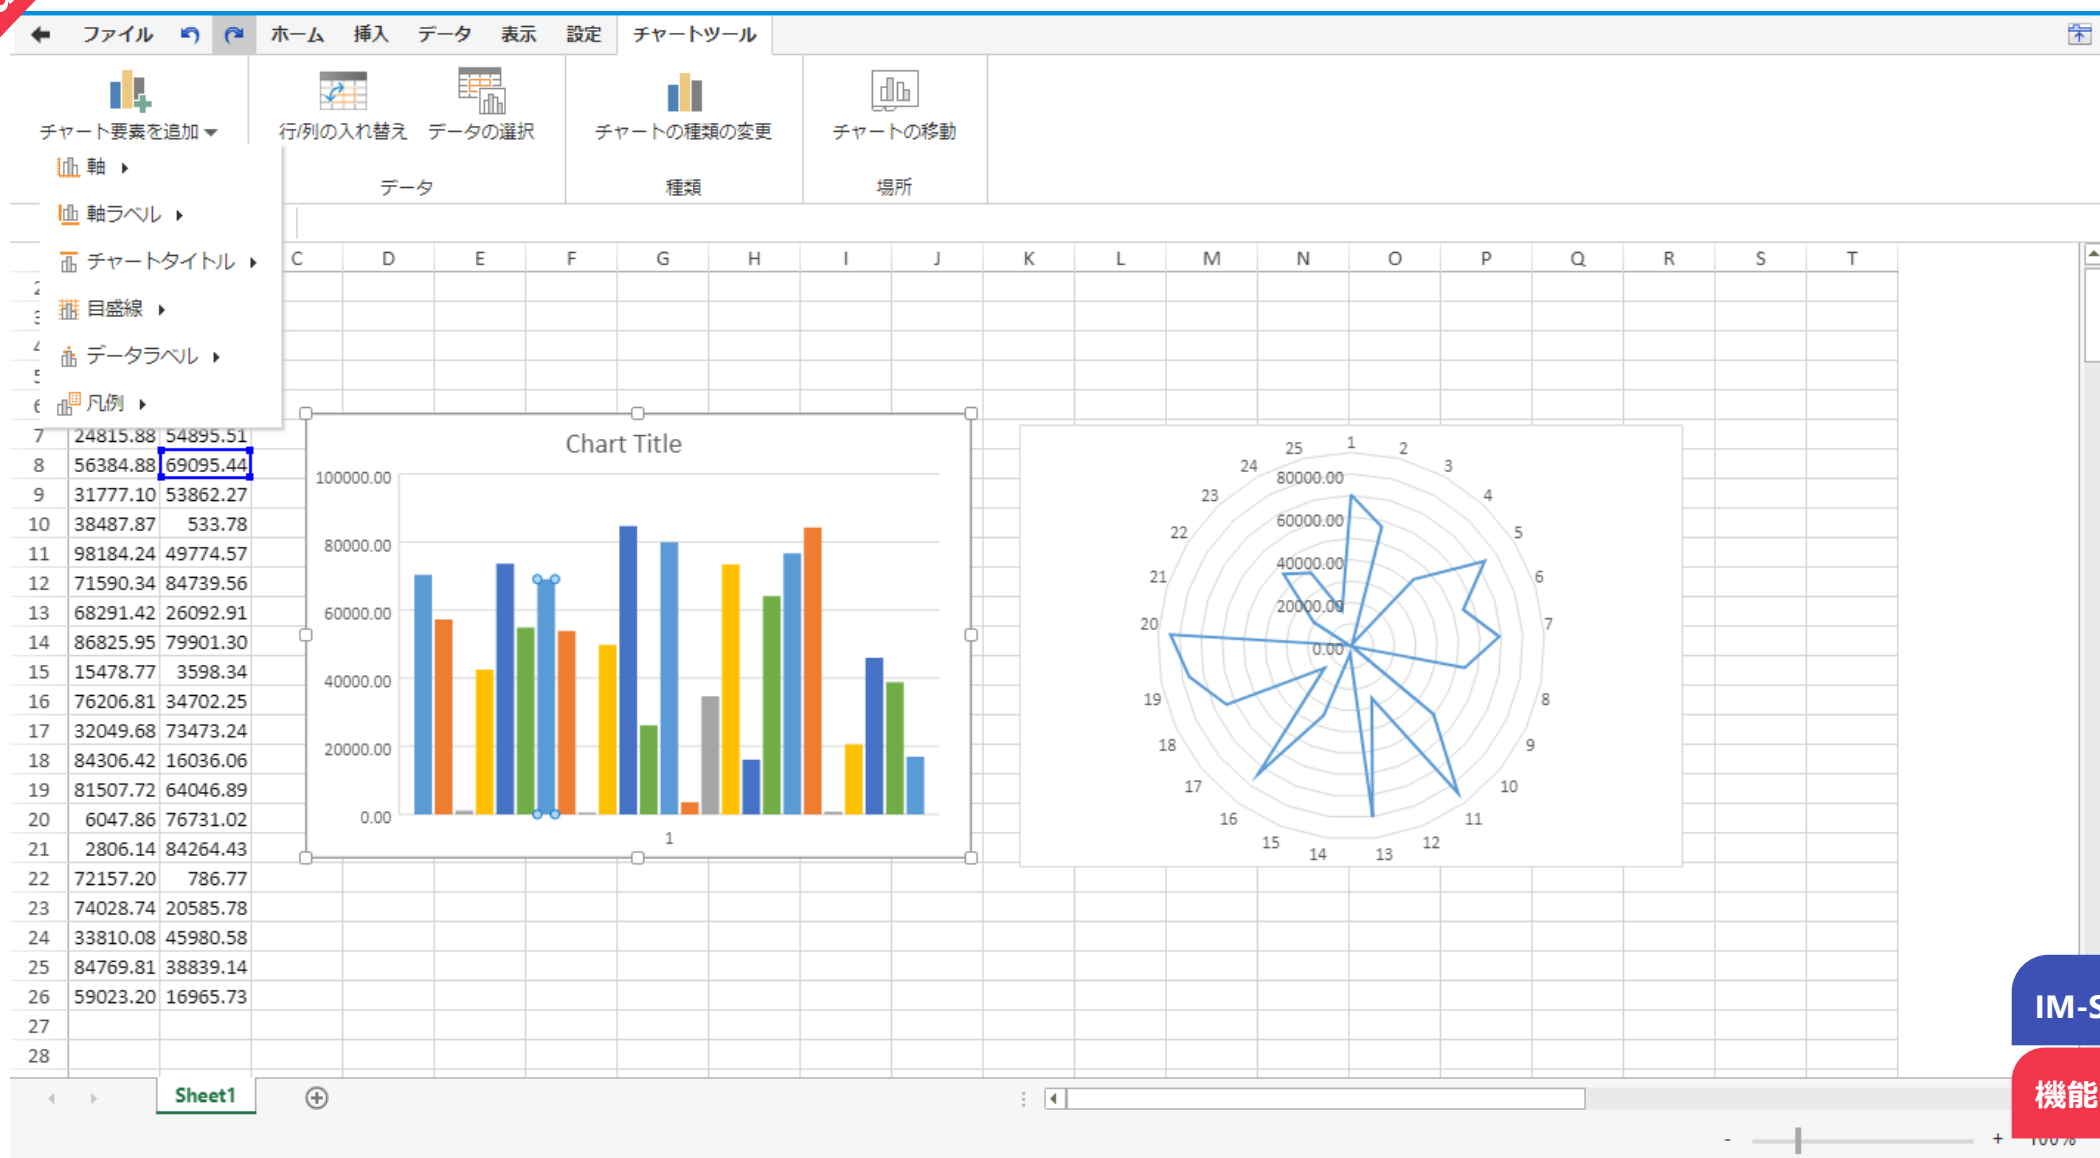 ファイル ホーム 挿入 データ 表示 設定 チャートツール
チャート要素を追加 行/列の入れ替え データの選択 チャートの種類の変更 チャートの移動
データ 種類 場所
軸
軸ラベル
チャートタイトル
目盛線
データラベル
凡例
C D E F G H I J K L M N O P Q R S T
7 24815.88 54895.51
8 56384.88 69095.44
9 31777.10 53862.27
10 38487.87 533.78
11 98184.24 49774.57
12 71590.34 84739.56
13 68291.42 26092.91
14 86825.95 79901.30
15 15478.77 3598.34
16 76206.81 34702.25
17 32049.68 73473.24
18 84306.42 16036.06
19 81507.72 64046.89
20 6047.86 76731.02
21 2806.14 84264.43
22 72157.20 786.77
23 74028.74 20585.78
24 33810.08 45980.58
25 84769.81 38839.14
26 59023.20 16965.73
27
28
Chart Title
100000.00
80000.00
60000.00
40000.00
20000.00
0.00
1
1
2
3
4
5
6
7
8
9
10
11
12
13
14
15
16
17
18
19
20
21
22
23
24
25
80000.00
60000.00
40000.00
20000.00
0.00
IM-S
機能
Sheet1
- + 100%